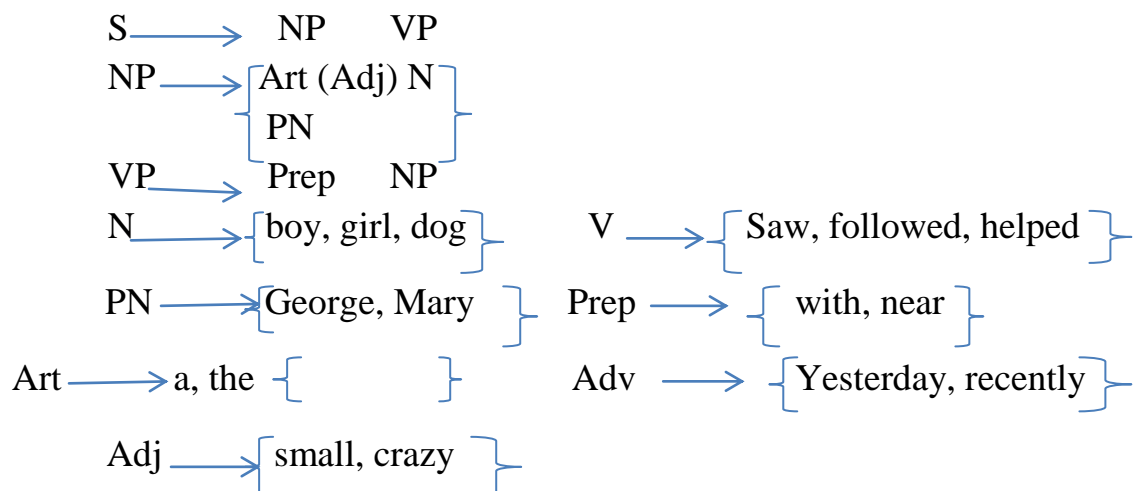 S → NP VP
NP → { Art (Adj) N }
PN
VP → Prep NP
N → { boy, girl, dog } V → { Saw, followed, helped }
PN → { George, Mary } Prep → { with, near }
Art → a, the { } Adv → { Yesterday, recently }
Adj → { small, crazy }